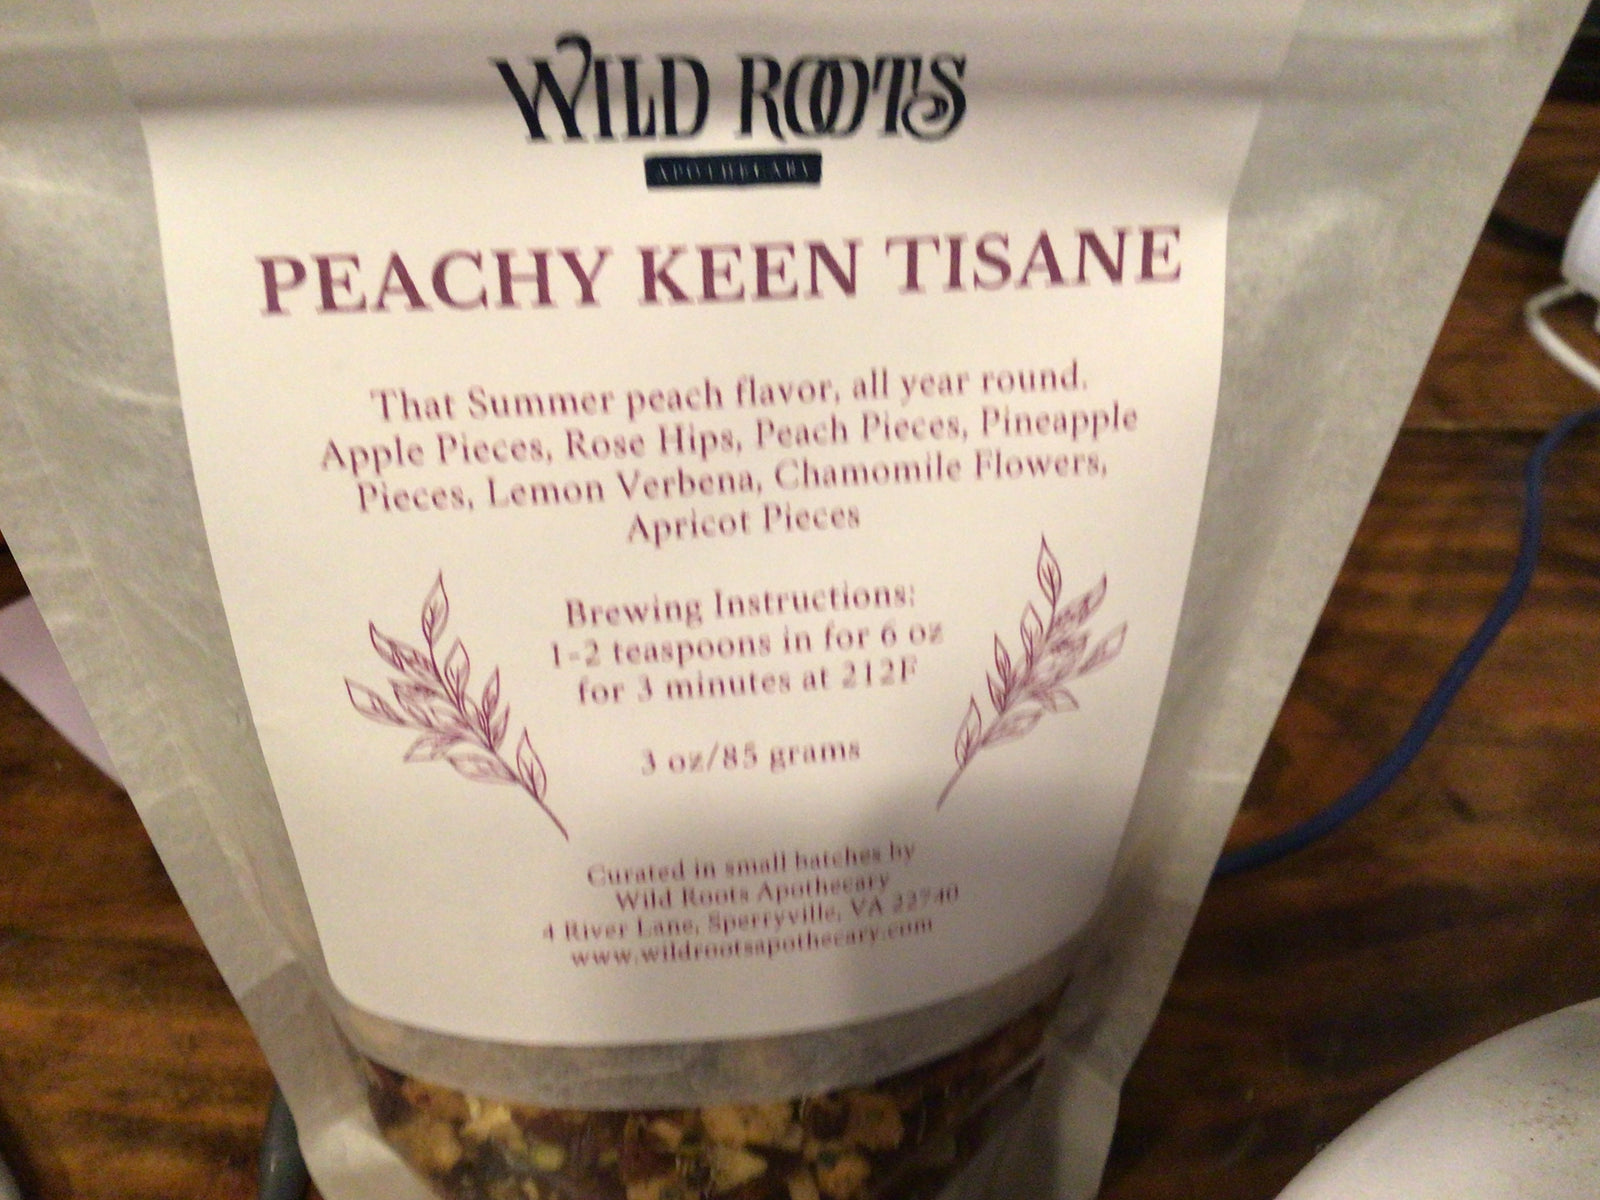 WILD ROOTS
APOTHECARY
PEACHY KEEN TISANE
That Summer peach flavor, all year round.
Apple Pieces, Rose Hips, Peach Pieces, Pineapple
Pieces, Lemon Verbena, Chamomile Flowers,
Apricot Pieces
Brewing Instructions:
1-2 teaspoons in for 6 oz
for 3 minutes at 212F
3 oz/85 grams
Curated in small batches by
Wild Roots Apothecary
4 River Lane, Sperryville, VA 22740
www.wildrootsapothecary.com